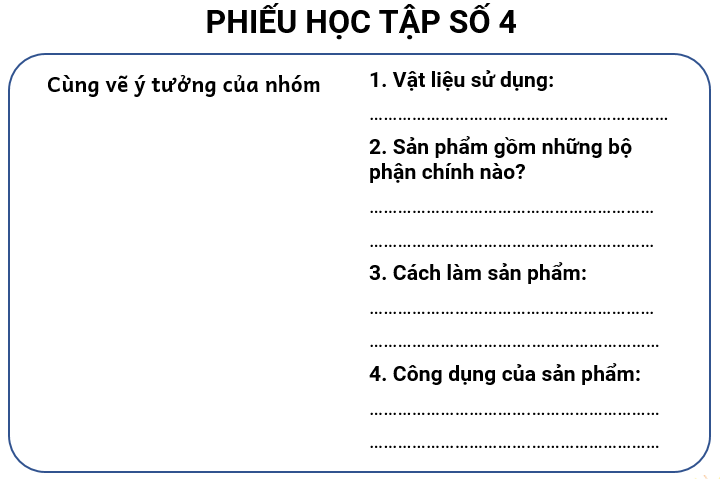 PHIẾU HỌC TẬP SỐ 4
Cùng vẽ ý tưởng của nhóm
1. Vật liệu sử dụng:
……………………………………………………
2. Sản phẩm gồm những bộ
phận chính nào?
…………………………………………………
…………………………………………………
3. Cách làm sản phẩm:
…………………………………………………
…………………………….……………………
4. Công dụng của sản phẩm:
…………………………….……………………
…………………………….……………………